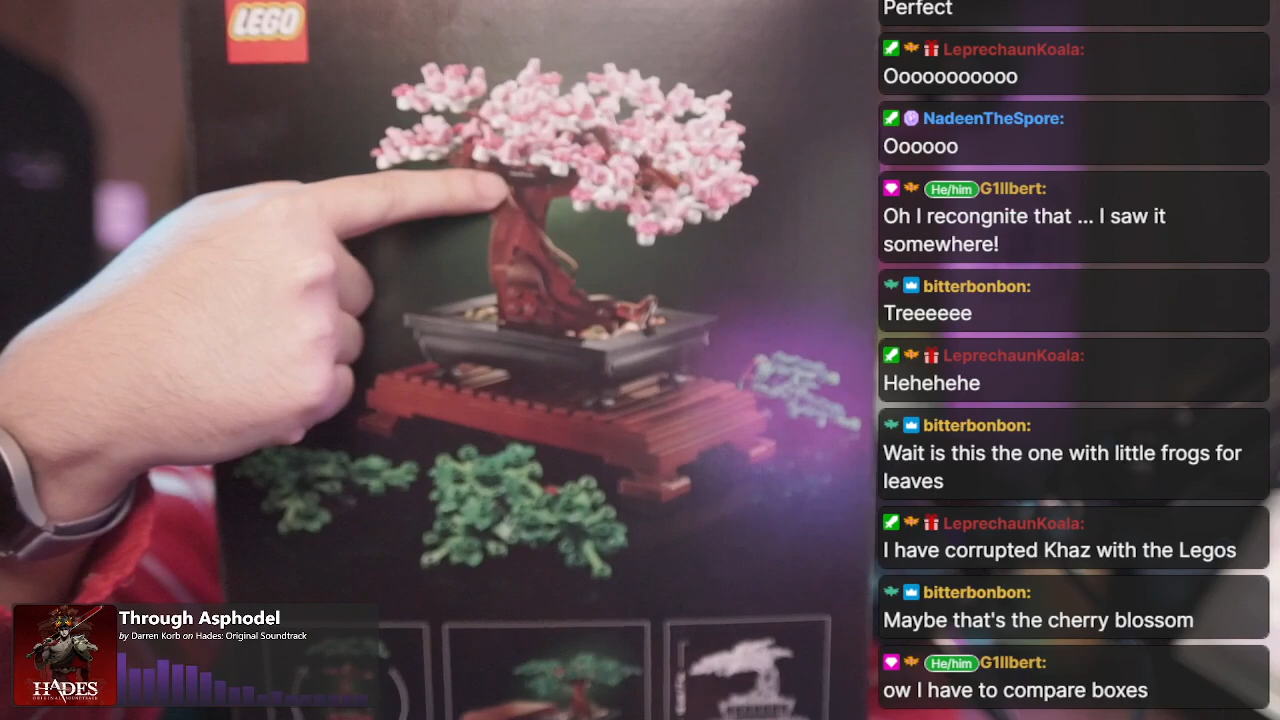 LEGO
Perfect
LeprechaunKoala:
Ooooooooooo
NadeenTheSpore:
Oooooo
He/him G1llbert:
Oh I recongnite that ... I saw it
somewhere!
bitterbonbon:
Treeeeee
LeprechaunKoala:
Hehehehe
bitterbonbon:
Wait is this the one with little frogs for
leaves
LeprechaunKoala:
I have corrupted Khaz with the Legos
bitterbonbon:
Maybe that's the cherry blossom
He/him G1llbert:
ow I have to compare boxes
Through Asphodel
by Darren Korb on Hades: Original Soundtrack
HADES
ORIGINAL SOUNDTRACK